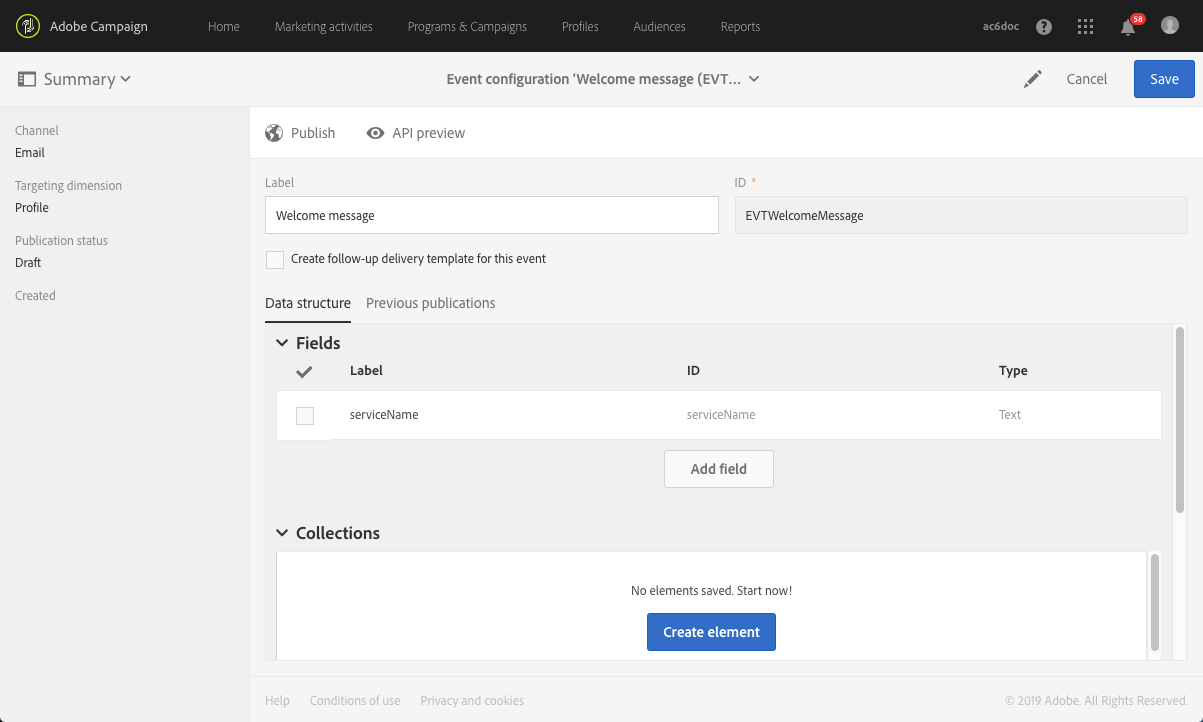 Adobe Campaign Home Marketing activities Programs & Campaigns Profiles Audiences Reports ac6doc ? 58
Summary Event configuration 'Welcome message (EVT... Cancel Save
Channel
Email
Targeting dimension
Profile
Publication status
Draft
Created
Publish API preview
Label ID *
Welcome message EVTWelcomeMessage
Create follow-up delivery template for this event
Data structure Previous publications
Fields
Label ID Type
serviceName serviceName Text
Add field
Collections
No elements saved. Start now!
Create element
Help Conditions of use Privacy and cookies © 2019 Adobe. All Rights Reserved.